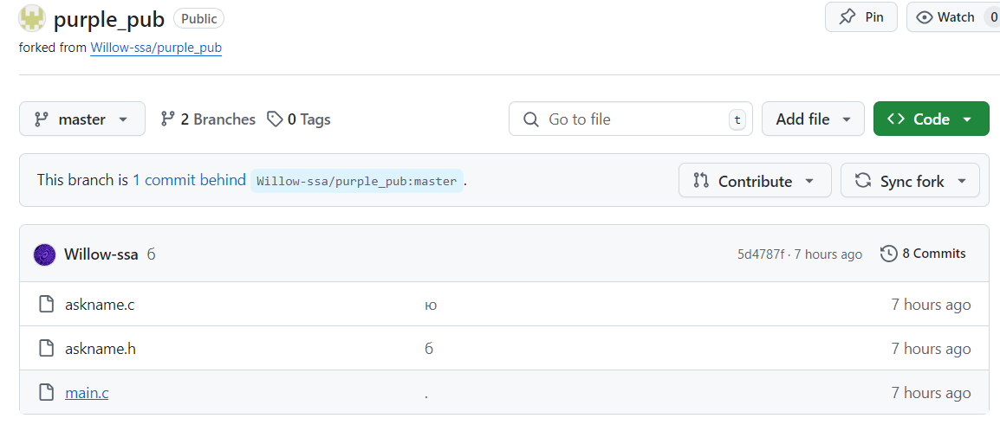 purple_pub Public Pin Watch 0
forked from Willow-ssa/purple_pub
master 2 Branches 0 Tags Go to file t Add file <> Code
This branch is 1 commit behind Willow-ssa/purple_pub:master . Contribute Sync fork
Willow-ssa б 5d4787f · 7 hours ago 8 Commits
askname.c ю 7 hours ago
askname.h б 7 hours ago
main.c . 7 hours ago